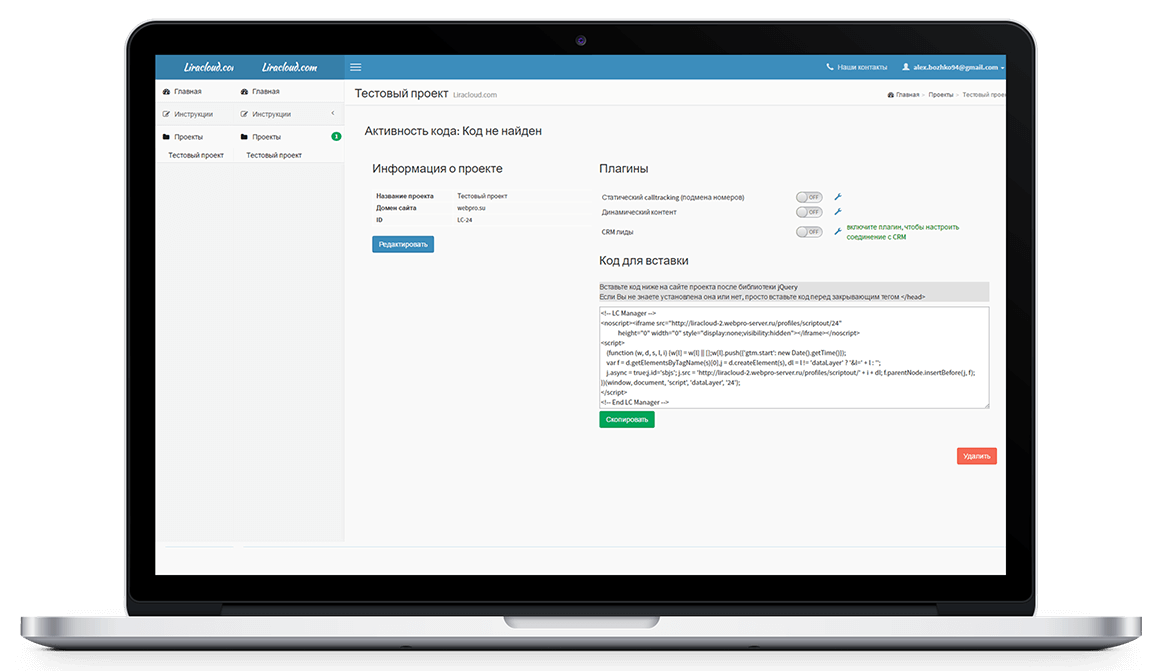 Liracloud.co
Liracloud.com
Наши контакты
alex.bozhko94@gmail.com
Главная
Главная
Инструкции
Инструкции
Проекты
Проекты
1
Тестовый проект
Тестовый проект
Тестовый проект Liracloud.com
Главная > Проекты > Тестовый проек
Активность кода: Код не найден
Информация о проекте
Название проекта Тестовый проект
Домен сайта webpro.su
ID LC-24
Редактировать
Плагины
Статический calltracking (подмена номеров) OFF
Динамический контент OFF
CRM лиды OFF
включите плагин, чтобы настроить
соединение с CRM
Код для вставки
Вставьте код ниже на сайте проекта после библиотеки jQuery
Если Вы не знаете установлена она или нет, просто вставьте код перед закрывающим тегом </head>
<!-- LC Manager -->
<noscript><iframe src="http://liracloud-2.webpro-server.ru/profiles/scriptout/24"
height="0" width="0" style="display:none;visibility:hidden"></iframe></noscript>
<script>
(function (w, d, s, l, i) {w[l] = w[l] || [];w[l].push({'gtm.start': new Date().getTime()});
var f = d.getElementsByTagName(s)[0],j = d.createElement(s), dl = l != 'dataLayer' ? '&l=' + l : '';
j.async = true;j.id='sbjs'; j.src = 'http://liracloud-2.webpro-server.ru/profiles/scriptout/' + i + dl; f.parentNode.insertBefore(j, f);
})(window, document, 'script', 'dataLayer', '24');
</script>
<!-- End LC Manager -->
Скопировать
Удалить